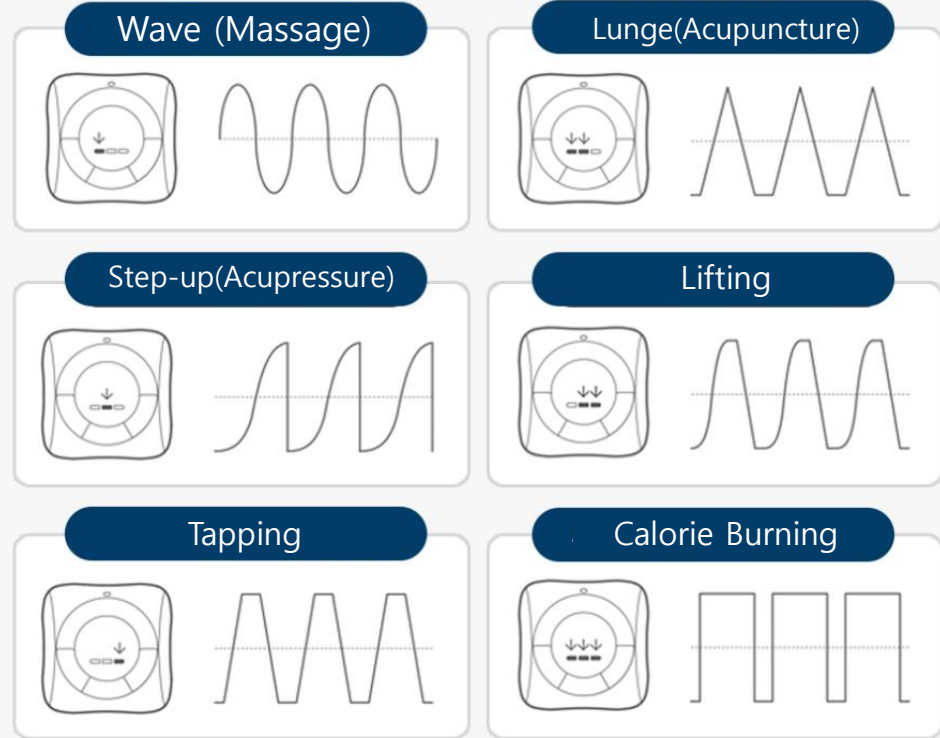 Wave (Massage)
Lunge(Acupuncture)
Step-up(Acupressure)
Lifting
Tapping
Calorie Burning